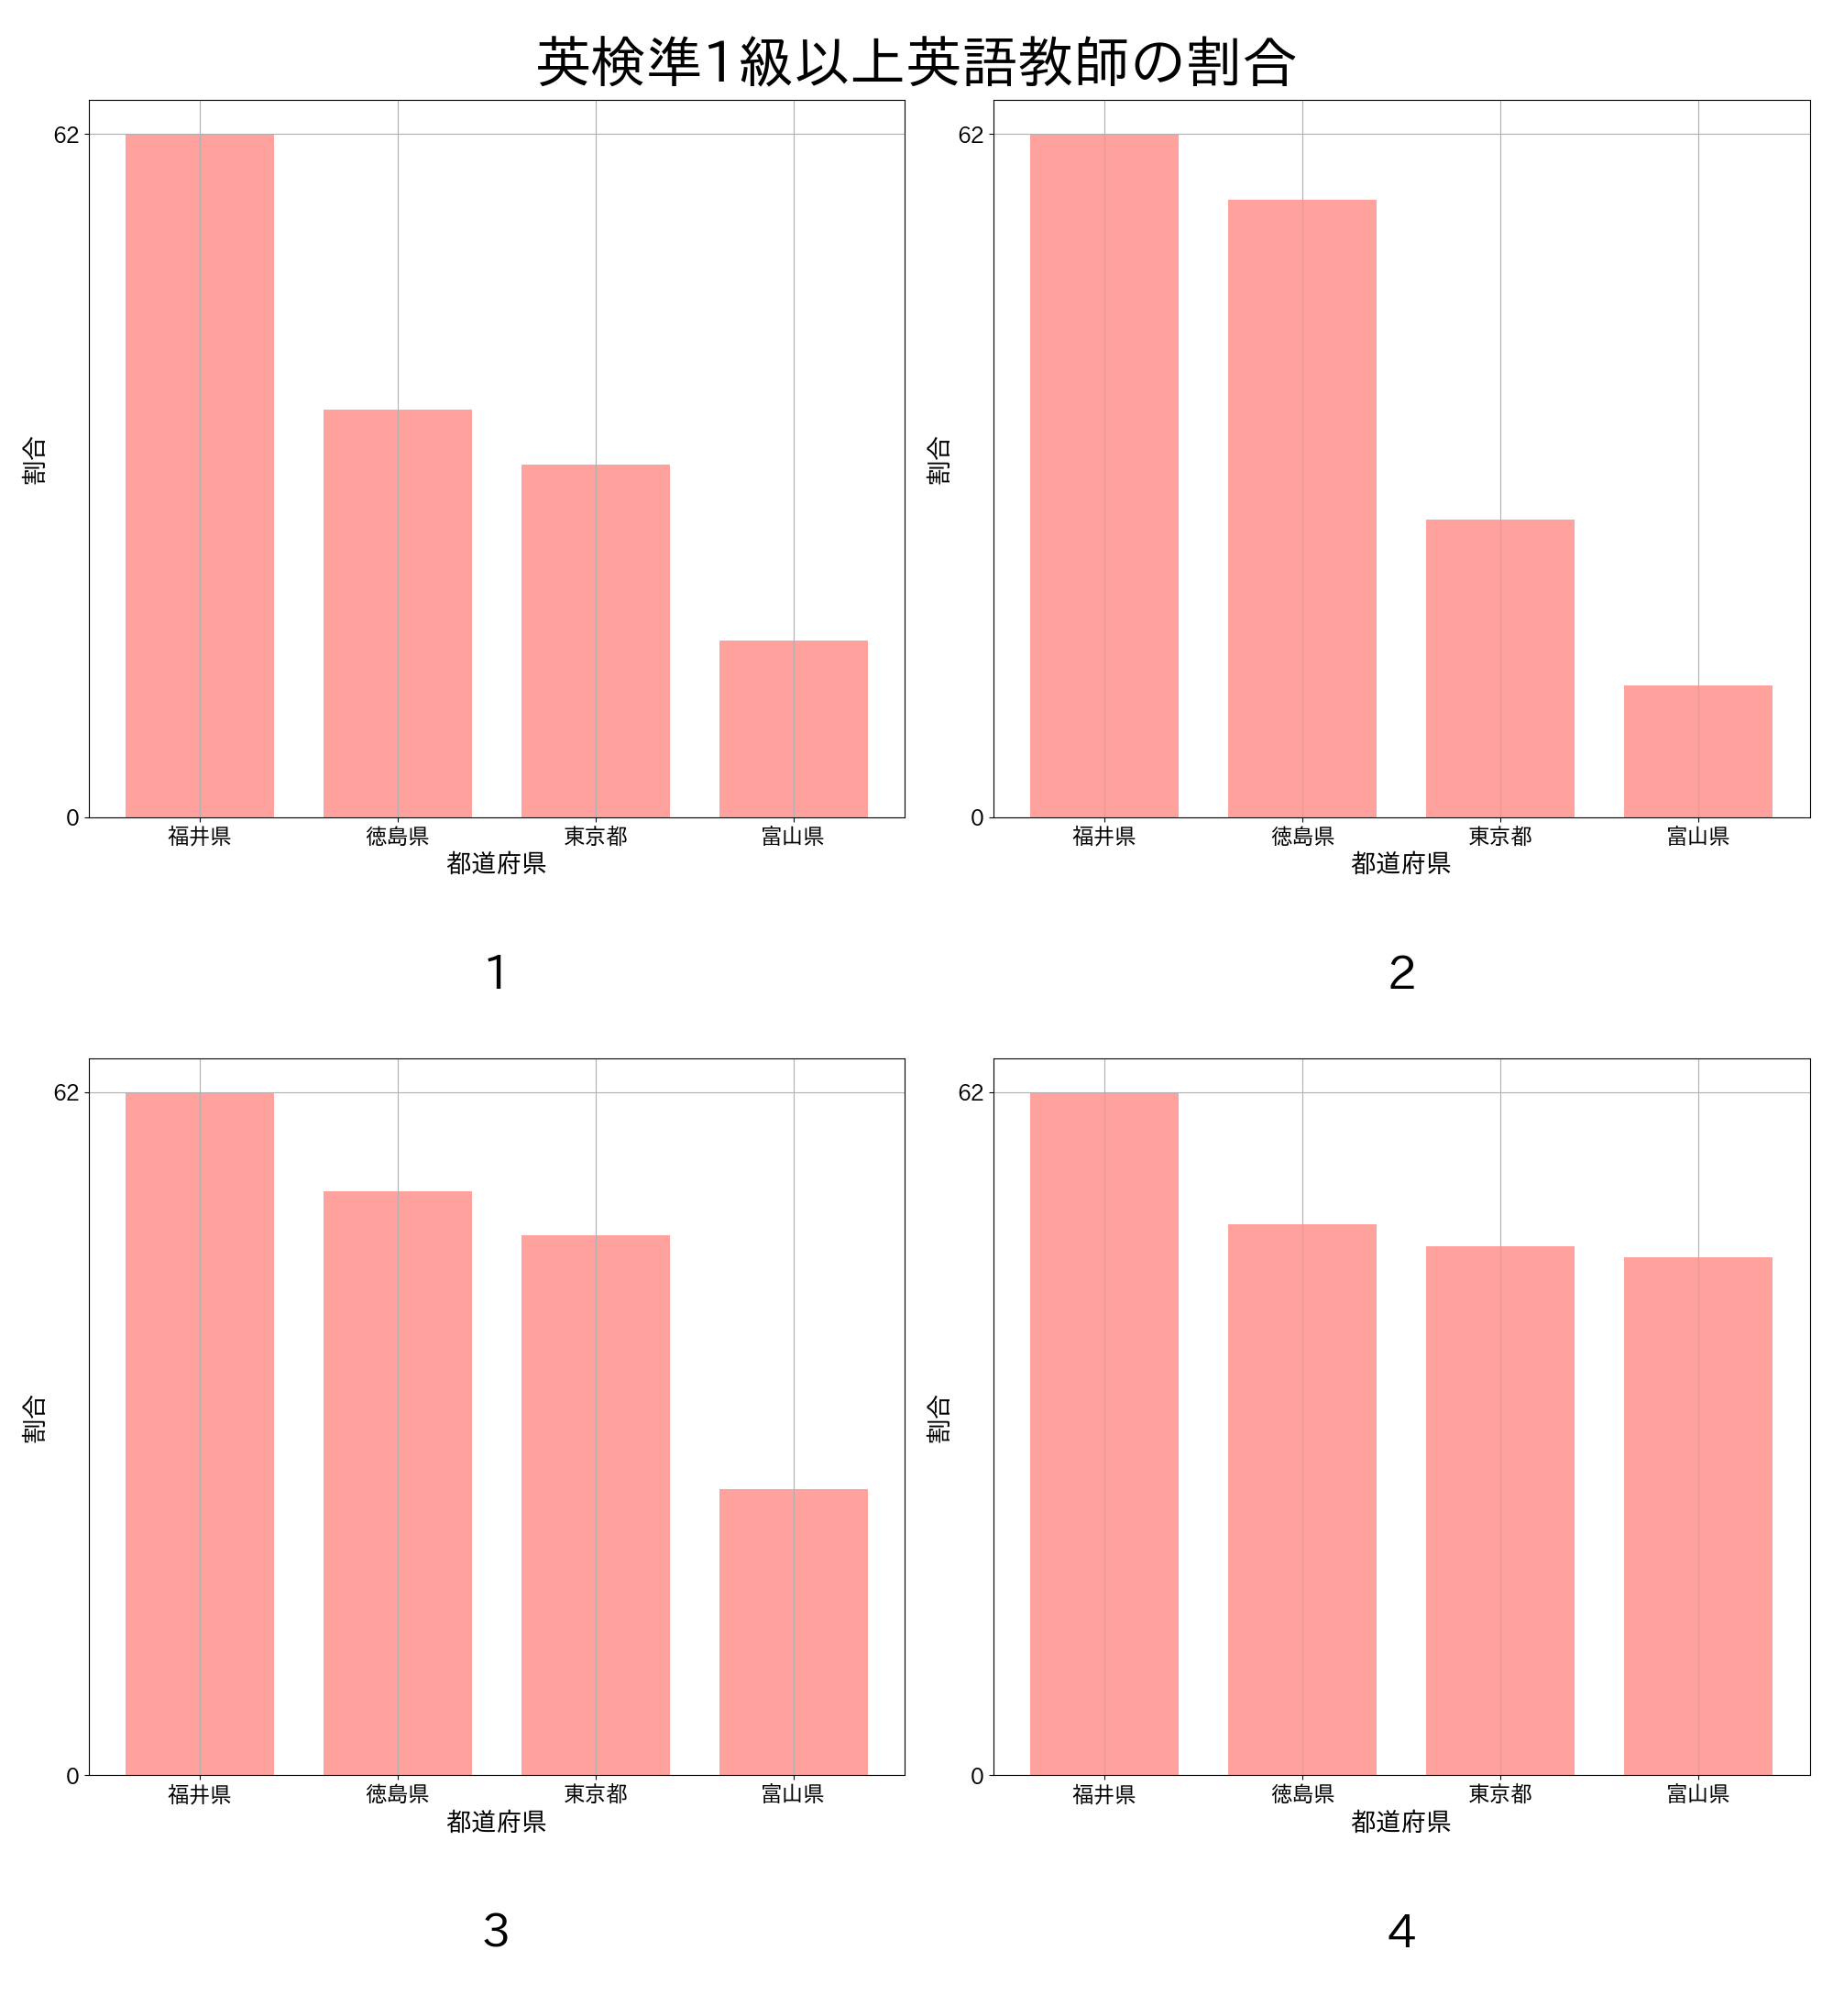 英検準1級以上英語教師の割合
62
0
割合
福井県 徳島県 東京都 富山県
都道府県
1
62
0
割合
福井県 徳島県 東京都 富山県
都道府県
2
62
0
割合
福井県 徳島県 東京都 富山県
都道府県
3
62
0
割合
福井県 徳島県 東京都 富山県
都道府県
4